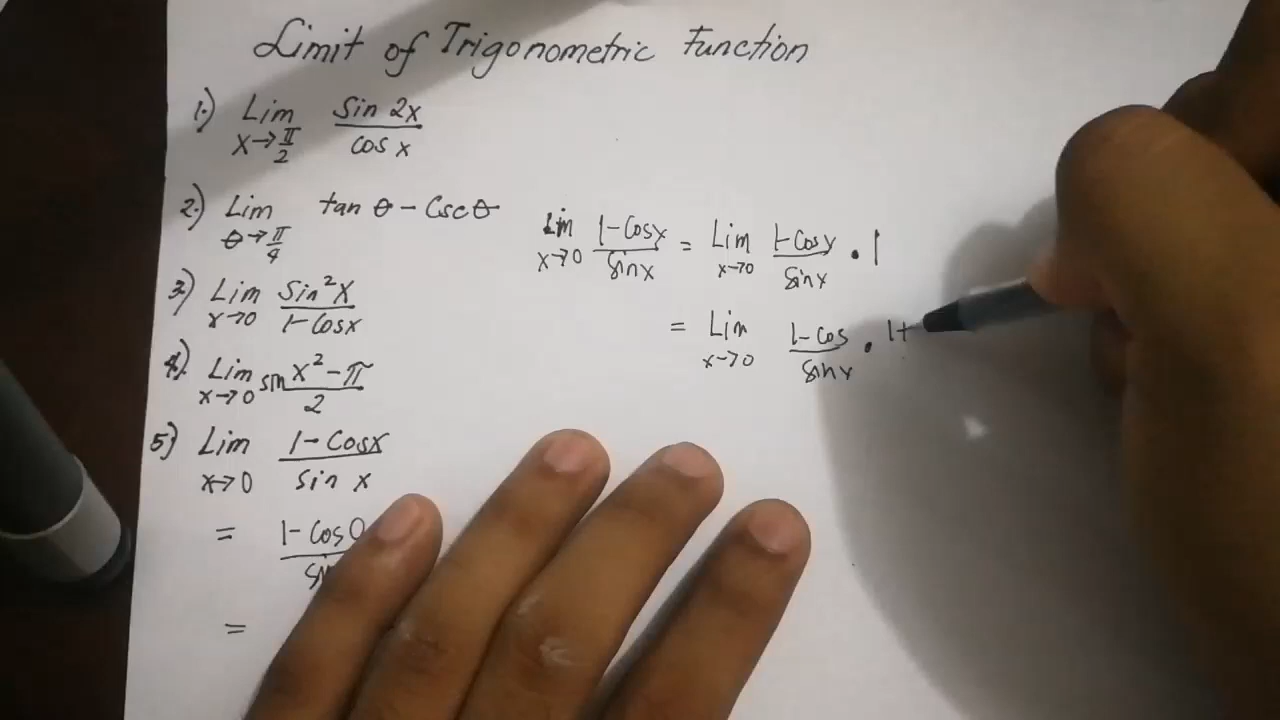 Limit of Trigonometric Function
1.) Lim x→π/2 sin 2x / cos x
2.) Lim θ→π/4 tan θ - Csc θ
3.) Lim x→0 sin²x / 1-Cosx
4.) Lim x→0 sin x²-π / 2
5.) Lim x→0 1-Cosx / sin x
= 1-Cos0
=
Lim x→0 1-Cosx / sinx = Lim x→0 1-Cosx / sinx • 1
= Lim x→0 1-Cos / sinx • 1+